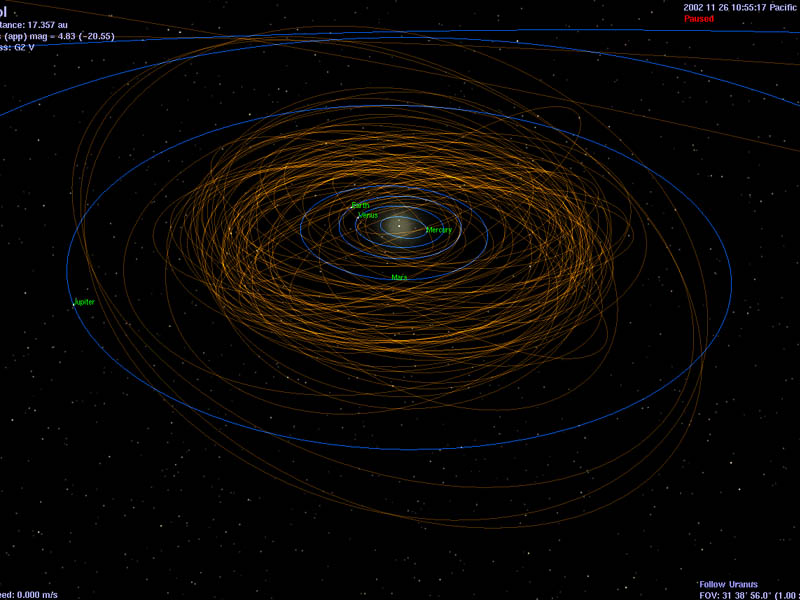 ol
tance: 17.357 au
(app) mag = 4.83 (-20.55)
ss: G2 V
2002 11 26 10:55:17 Pacific
Paused
Earth
Venus
Mercury
Mars
Jupiter
eed: 0.000 m/s
Follow Uranus
FOV: 31 38' 56.0" (1.00